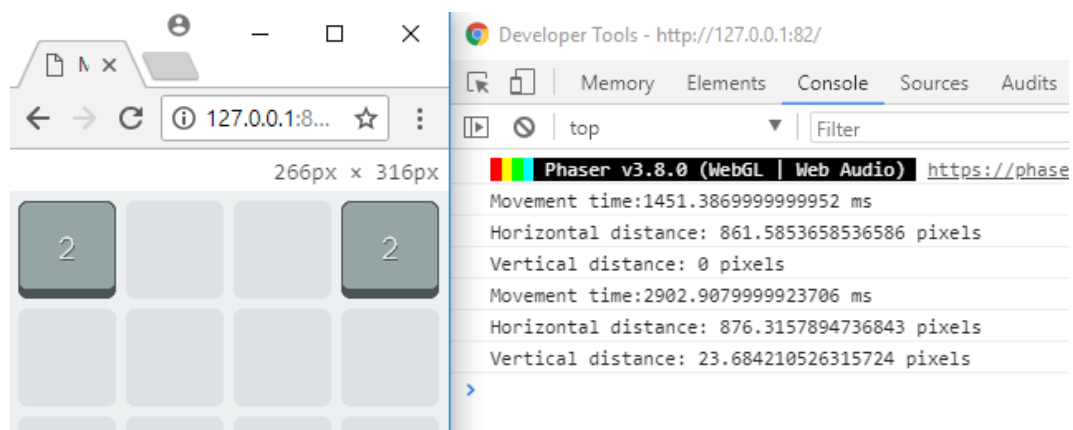 M
127.0.0.1:8...
266px × 316px
2
2
Developer Tools - http://127.0.0.1:82/
Memory Elements Console Sources Audits
top Filter
Phaser v3.8.0 (WebGL | Web Audio) https://phase
Movement time:1451.3869999999952 ms
Horizontal distance: 861.5853658536586 pixels
Vertical distance: 0 pixels
Movement time:2902.9079999923706 ms
Horizontal distance: 876.3157894736843 pixels
Vertical distance: 23.684210526315724 pixels